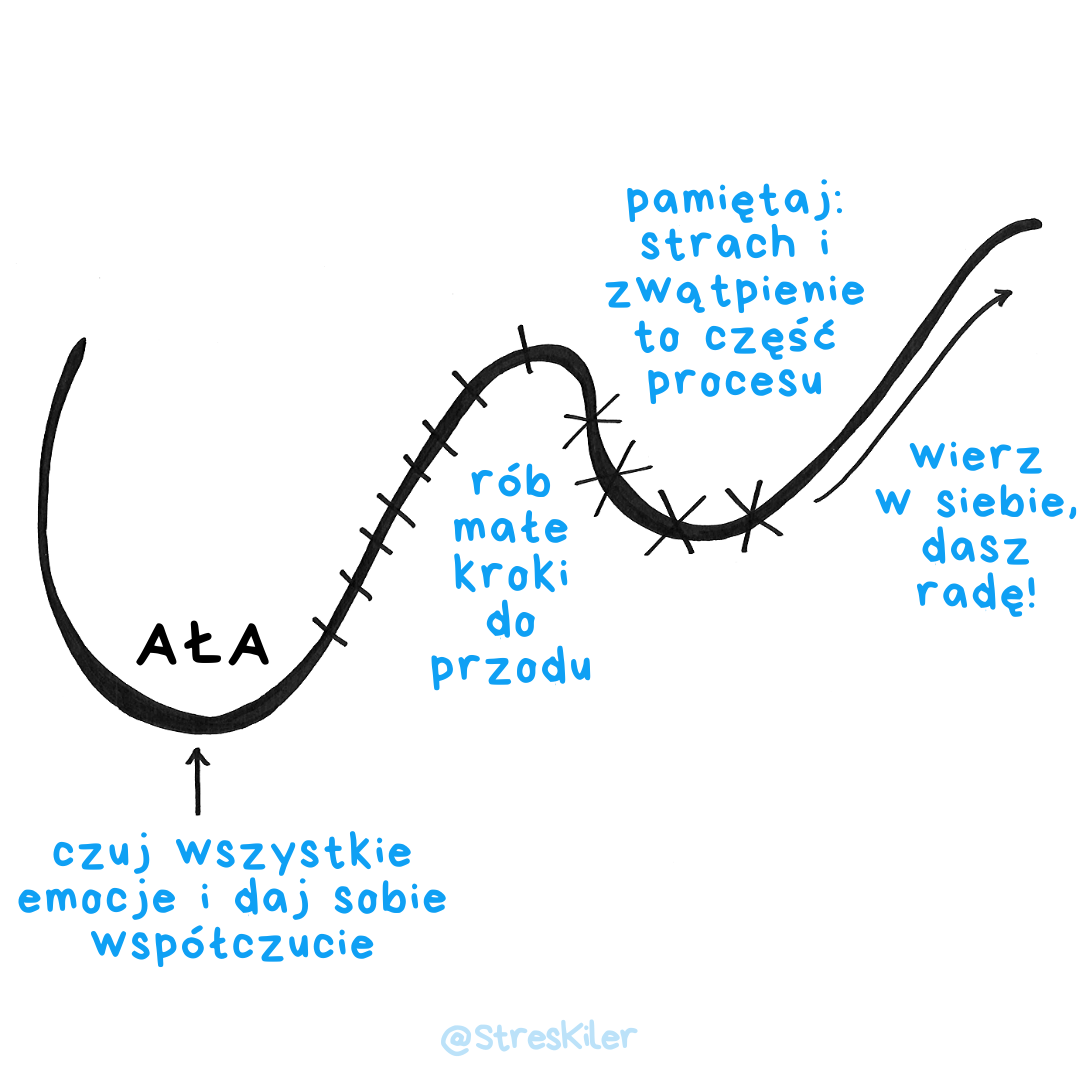 pamiętaj:
strach i
zwątpienie
to część
procesu
wierz
w siebie,
dasz
radę!
rób
małe
kroki
do
przodu
AŁA
czuj wszystkie
emocje i daj sobie
współczucie
@StresKiler